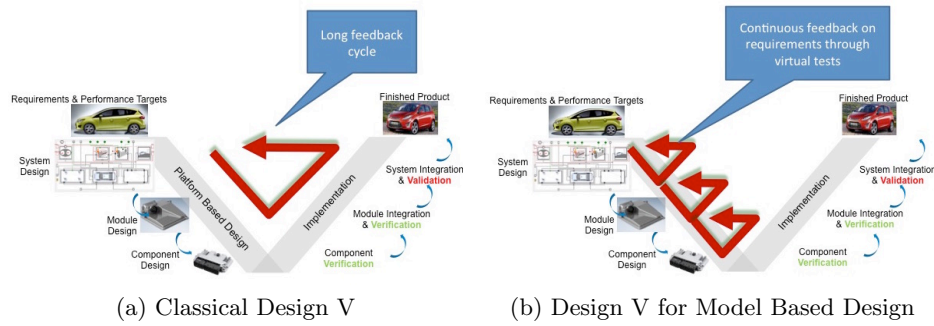 Long feedback
cycle
Requirements & Performance Targets
Finished Product
System
Design
Platform Based Design
Implementation
System Integration
& Validation
Module
Design
Module Integration
& Verification
Component
Design
Component
Verification
(a) Classical Design V
Continuous feedback on
requirements through
virtual tests
Requirements & Performance Targets
Finished Product
System
Design
Implementation
System Integration
& Validation
Module
Design
Module Integration
& Verification
Component
Design
Component
Verification
(b) Design V for Model Based Design